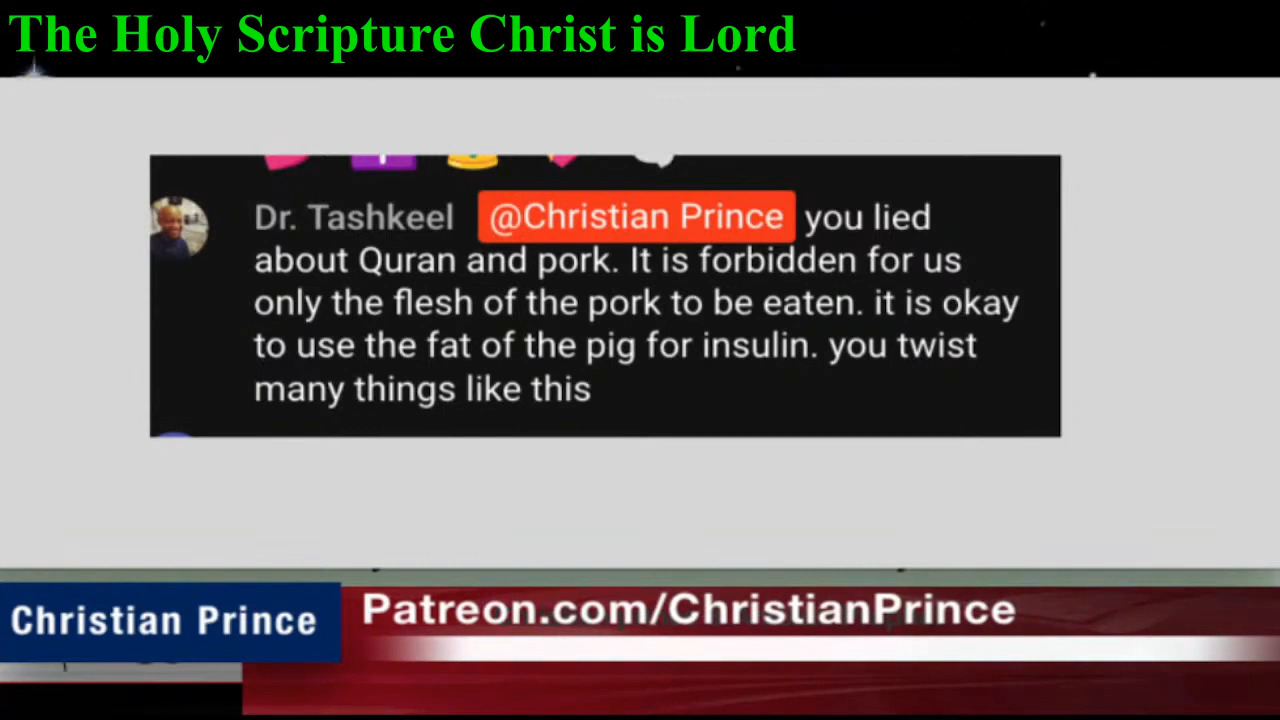 The Holy Scripture Christ is Lord
Dr. Tashkeel @Christian Prince you lied
about Quran and pork. It is forbidden for us
only the flesh of the pork to be eaten. it is okay
to use the fat of the pig for insulin. you twist
many things like this
Christian Prince
Patreon.com/ChristianPrince